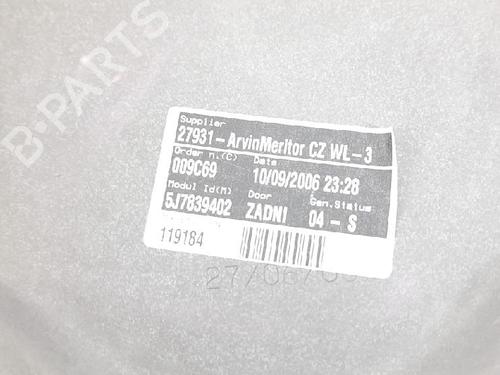 B-PARTS
Supplier
27931-ArvinMeritor CZ WL-3
Order n.(C) Date
009C69 10/09/2006 23:28
Modul Id(M) Door Gen.Status
5J7839402 ZADNI 04-S
119184